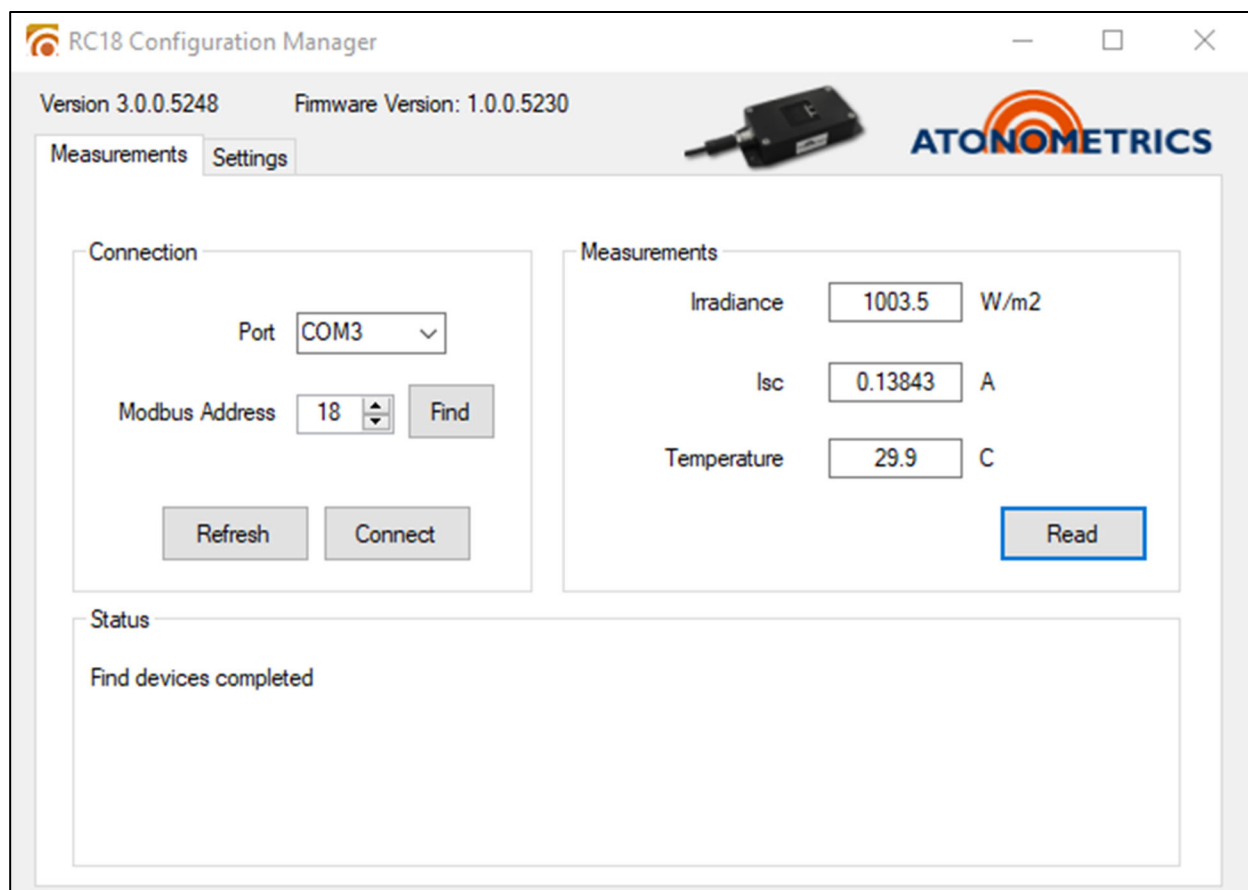 RC18 Configuration Manager
Version 3.0.0.5248 Firmware Version: 1.0.0.5230
ATONOMETRICS
Measurements Settings
Connection
Port COM3
Modbus Address 18 Find
Refresh Connect
Measurements
Irradiance 1003.5 W/m2
Isc 0.13843 A
Temperature 29.9 C
Read
Status
Find devices completed